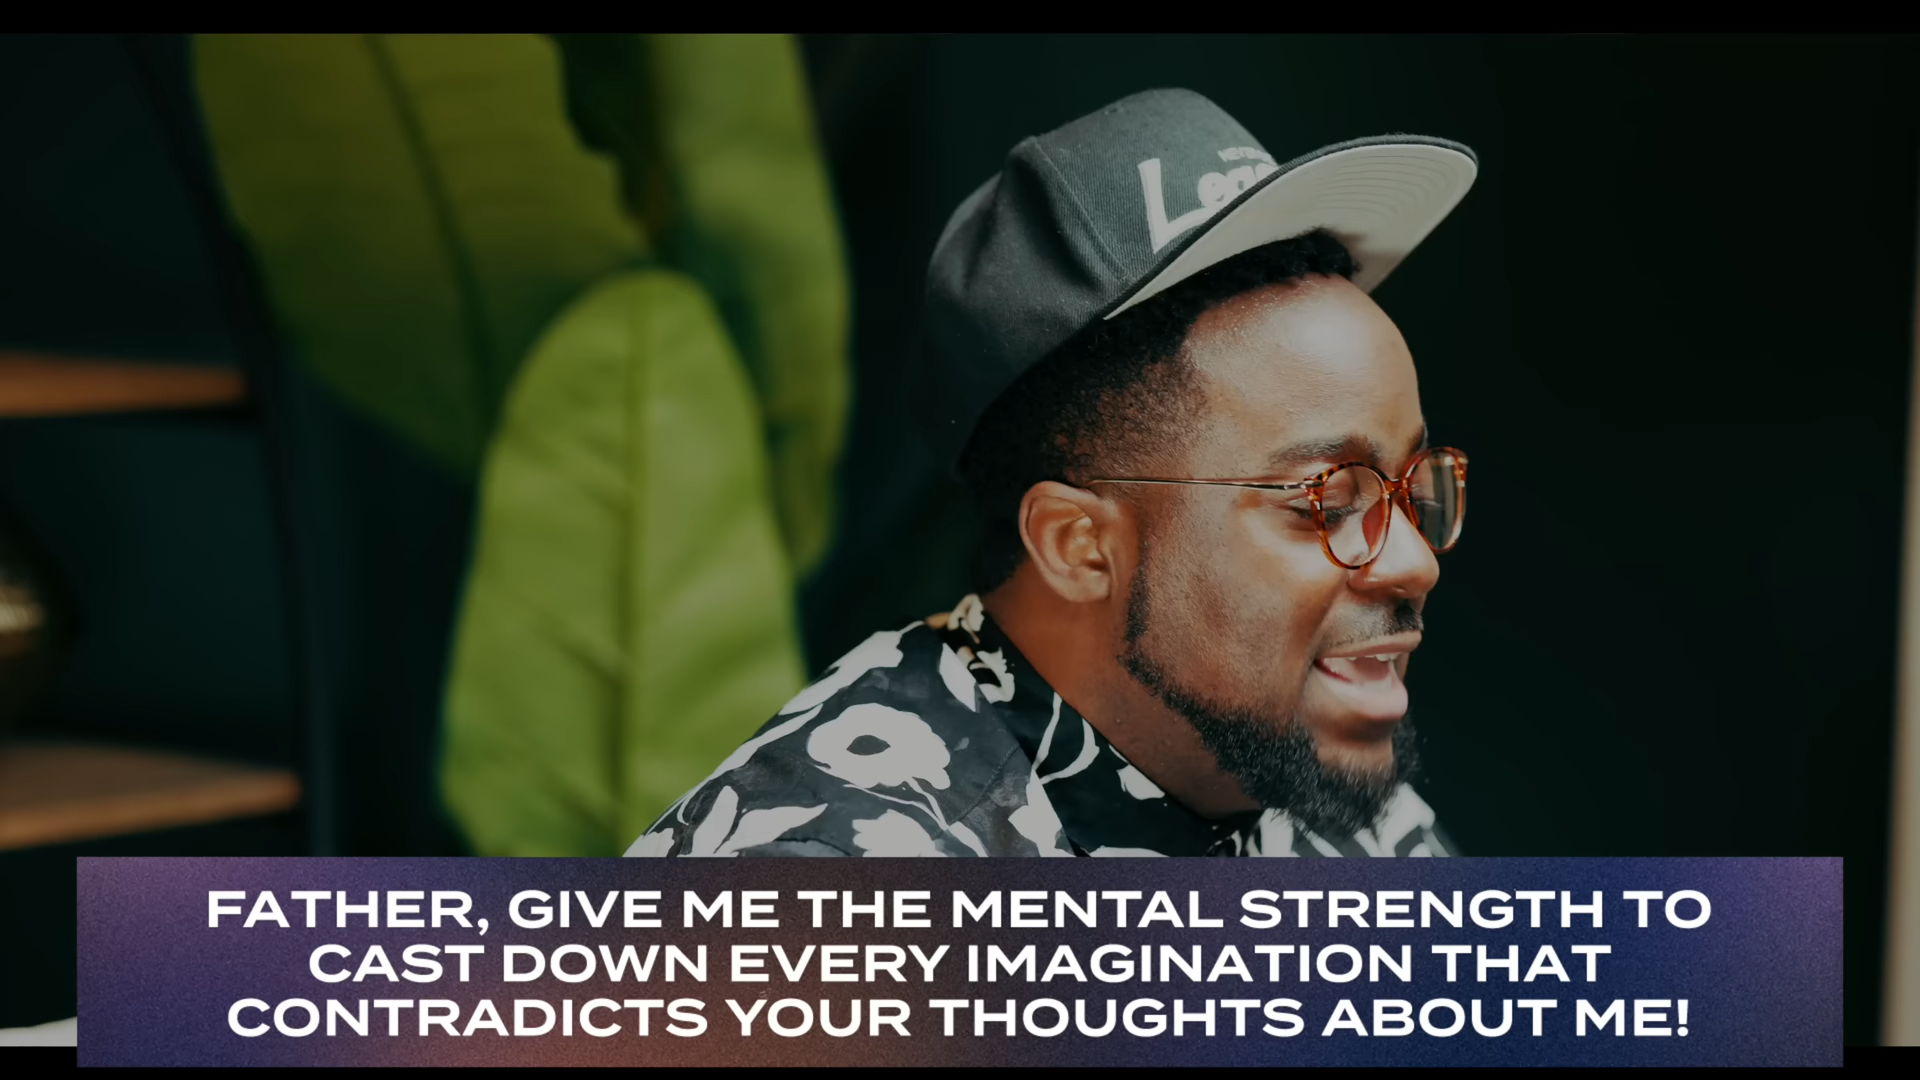 FATHER, GIVE ME THE MENTAL STRENGTH TO
CAST DOWN EVERY IMAGINATION THAT
CONTRADICTS YOUR THOUGHTS ABOUT ME!